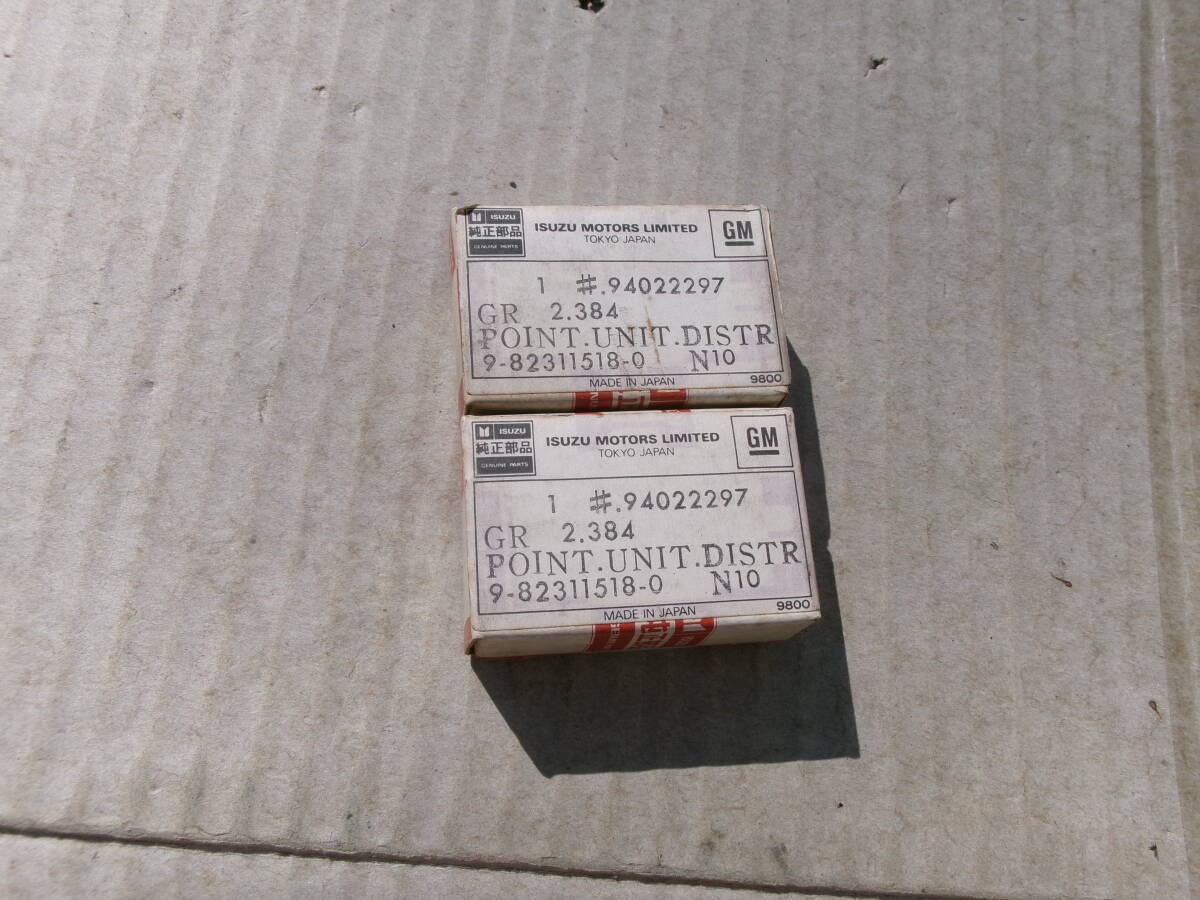 ISUZU
純正部品
GENUINE PARTS
ISUZU MOTORS LIMITED
TOKYO JAPAN
GM
1 #.94022297
GR 2.384
POINT.UNIT.DISTR
9-82311518-0 N10
MADE IN JAPAN
9800
ISUZU
純正部品
GENUINE PARTS
ISUZU MOTORS LIMITED
TOKYO JAPAN
GM
1 #.94022297
GR 2.384
POINT.UNIT.DISTR
9-82311518-0 N10
MADE IN JAPAN
9800